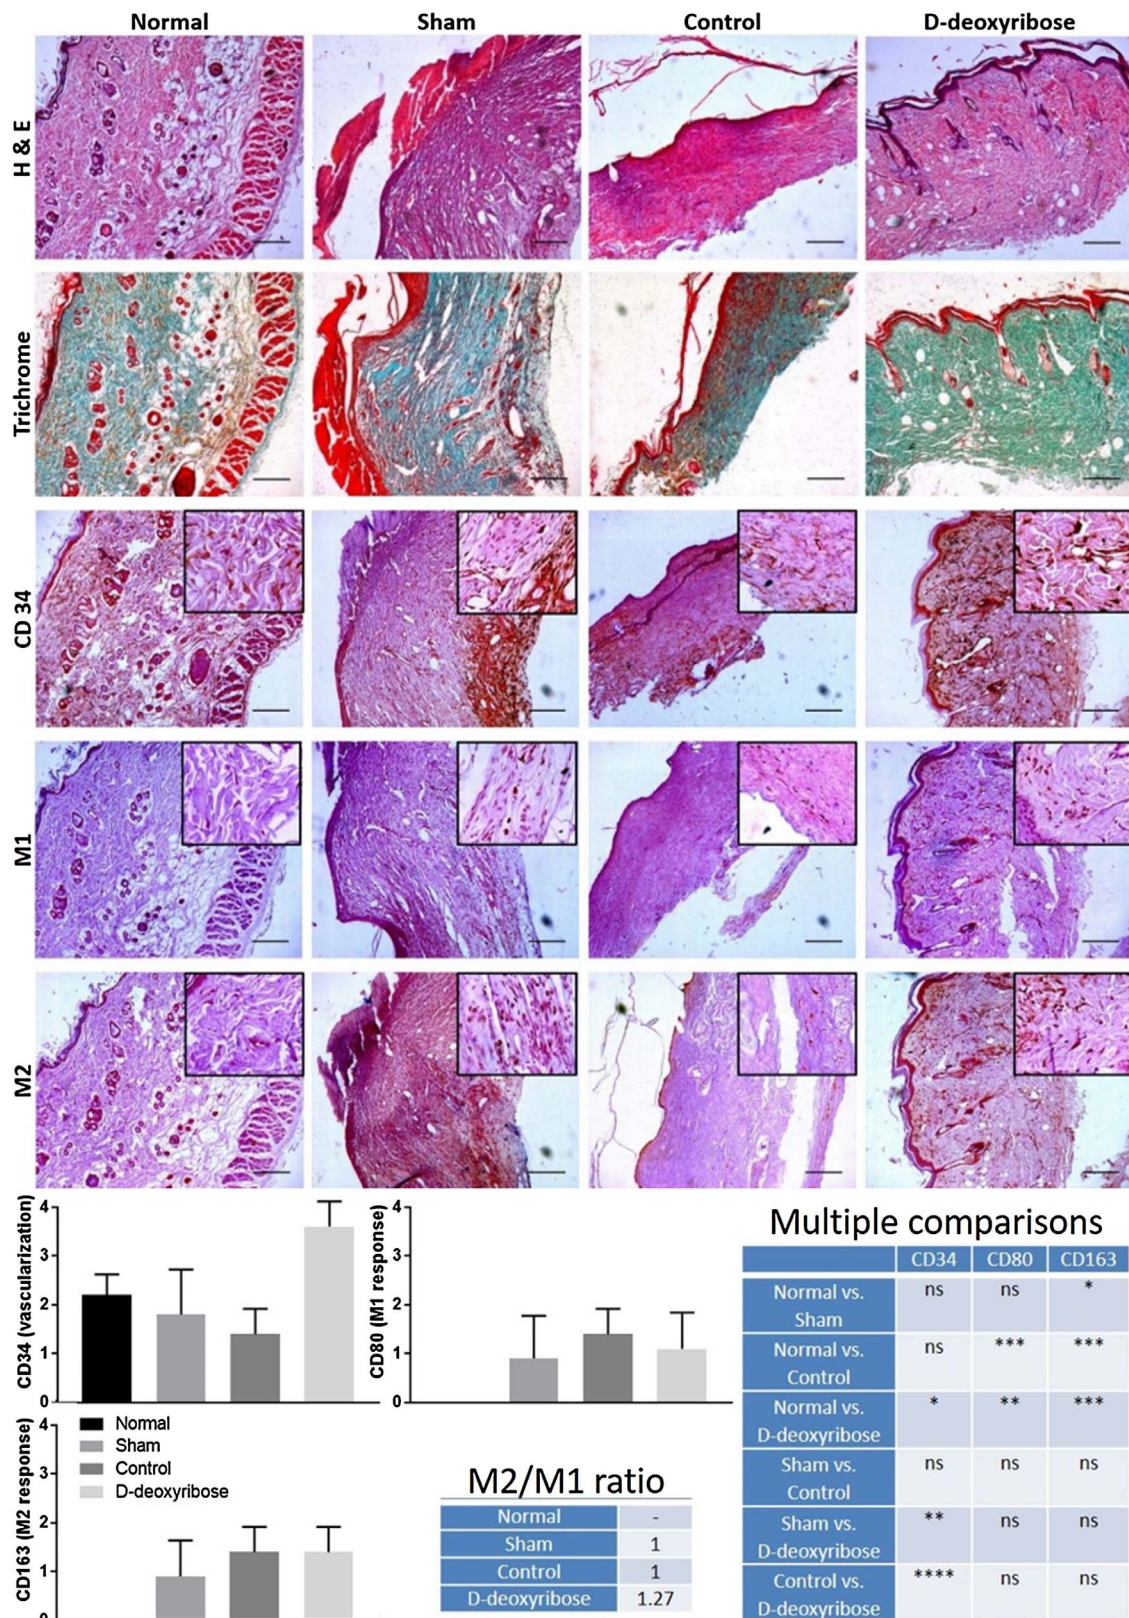 Normal Sham Control D-deoxyribose
H & E
Trichrome
CD 34
M1
M2
CD34 (vascularization)
4
3
2
1
0
CD80 (M1 response)
4
3
2
1
0
CD163 (M2 response)
4
3
2
1
0
Normal
Sham
Control
D-deoxyribose
M2/M1 ratio
Normal -
Sham 1
Control 1
D-deoxyribose 1.27
Multiple comparisons
CD34 CD80 CD163
Normal vs. Sham ns ns *
Normal vs. Control ns *** ***
Normal vs. D-deoxyribose * ** ***
Sham vs. Control ns ns ns
Sham vs. D-deoxyribose ** ns ns
Control vs. D-deoxyribose **** ns ns